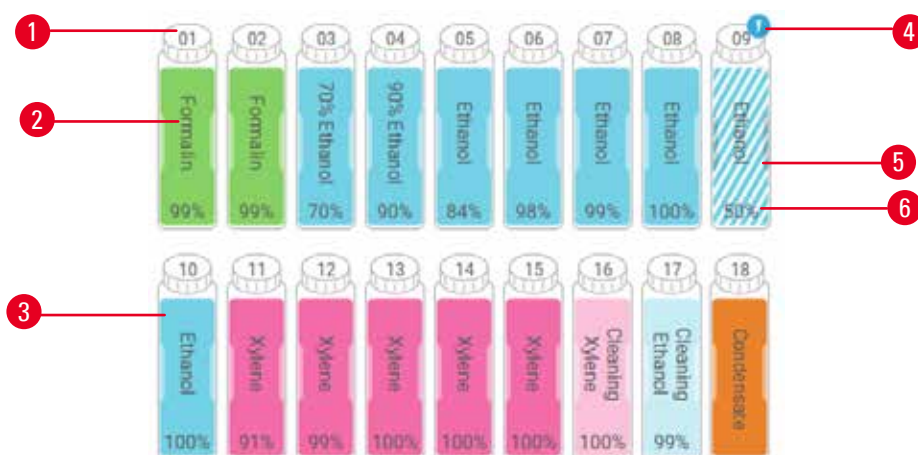 1
01 02 03 04 05 06 07 08 09
4
2
Formalin Formalin 70% Ethanol 90% Ethanol Ethanol Ethanol Ethanol Ethanol Ethanol
5
99% 99% 70% 90% 84% 98% 99% 100% 50%
6
10 11 12 13 14 15 16 17 18
3
Ethanol Xylene Xylene Xylene Xylene Xylene Cleaning Xylene Cleaning Ethanol Condensate
100% 91% 99% 100% 100% 100% 100% 99%